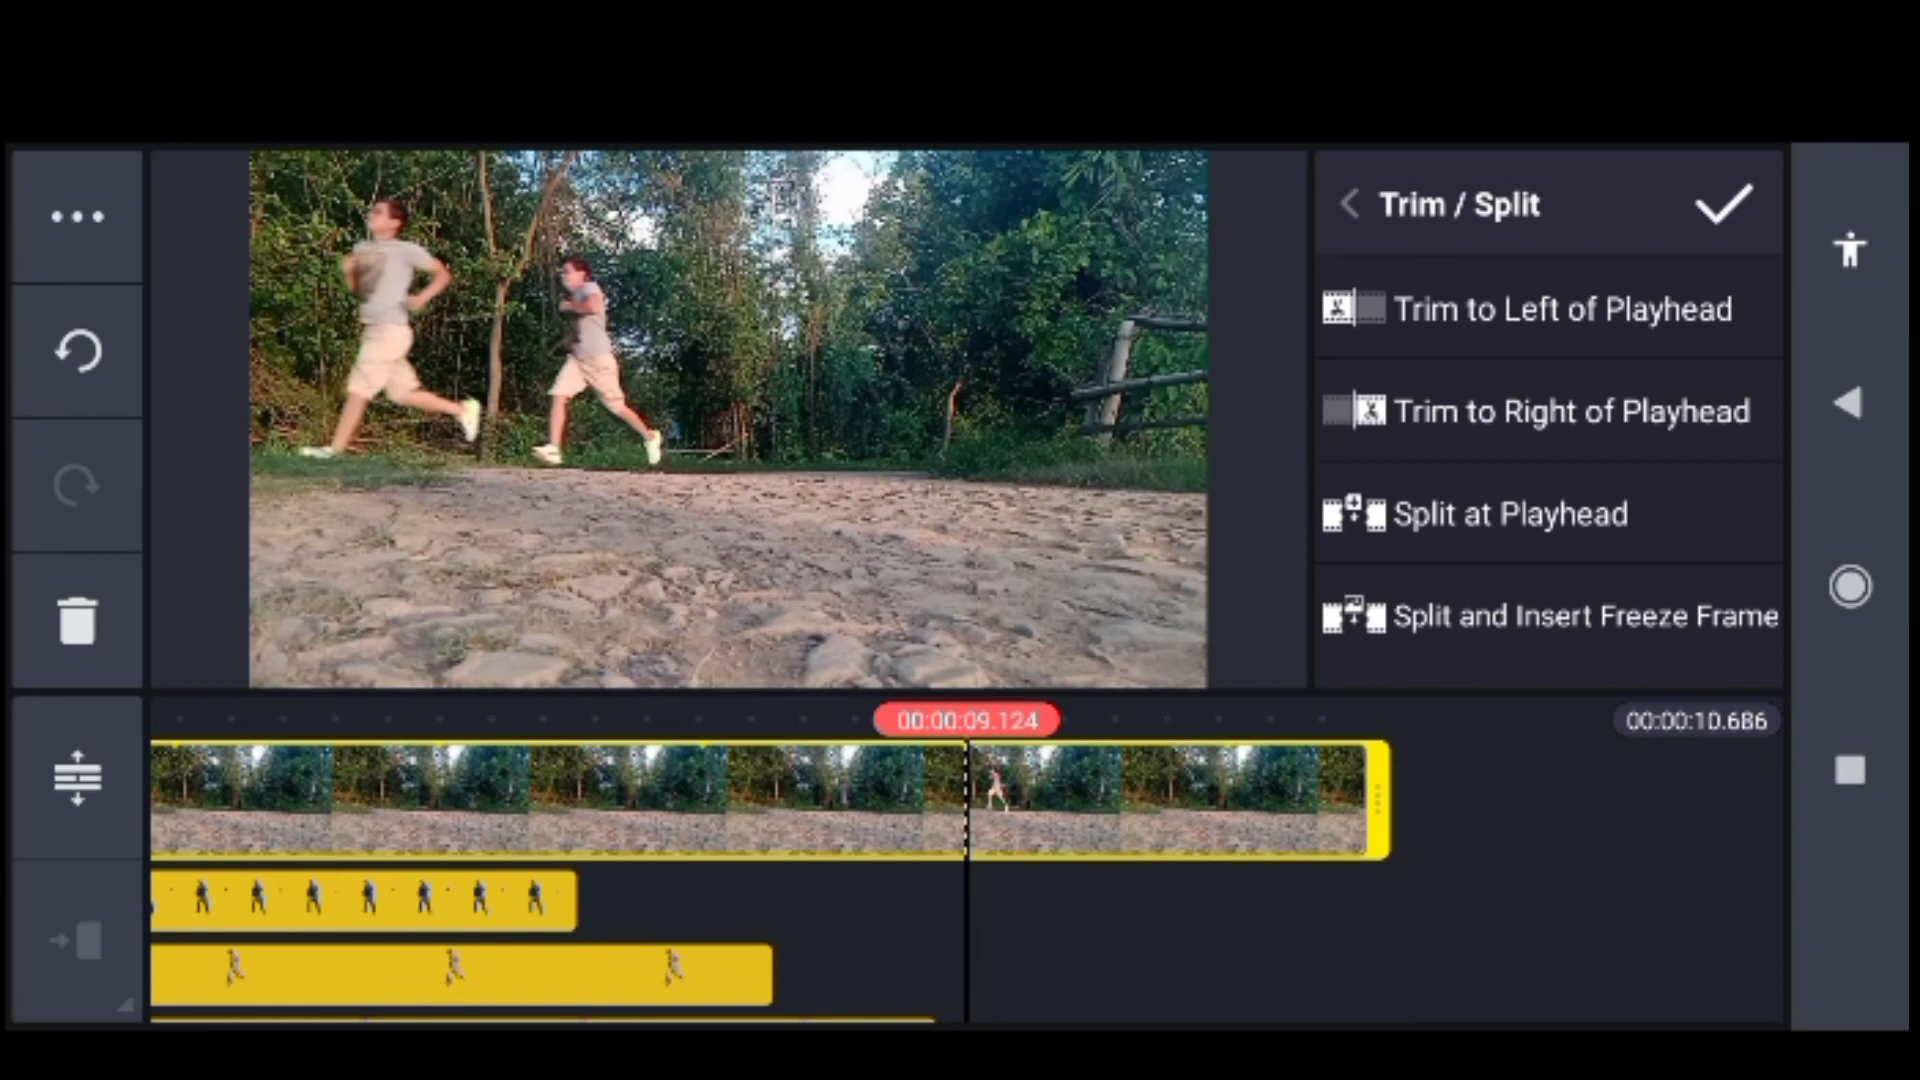 Trim / Split
Trim to Left of Playhead
Trim to Right of Playhead
Split at Playhead
Split and Insert Freeze Frame
00:00:09.124
00:00:10.686